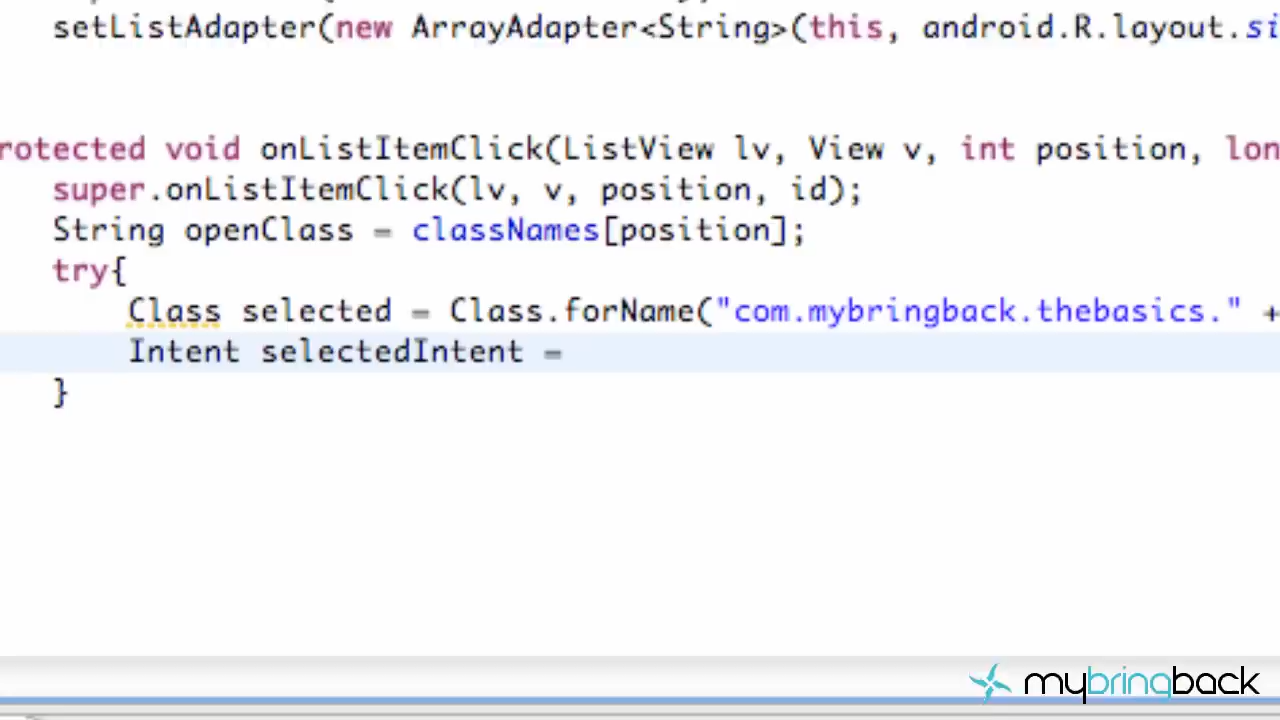 setListAdapter(new ArrayAdapter<String>(this, android.R.layout.si
rotected void onListItemClick(ListView lv, View v, int position, lon
super.onListItemClick(lv, v, position, id);
String openClass = classNames[position];
try{
Class selected = Class.forName("com.mybringback.thebasics." +
Intent selectedIntent =
}
mybringback